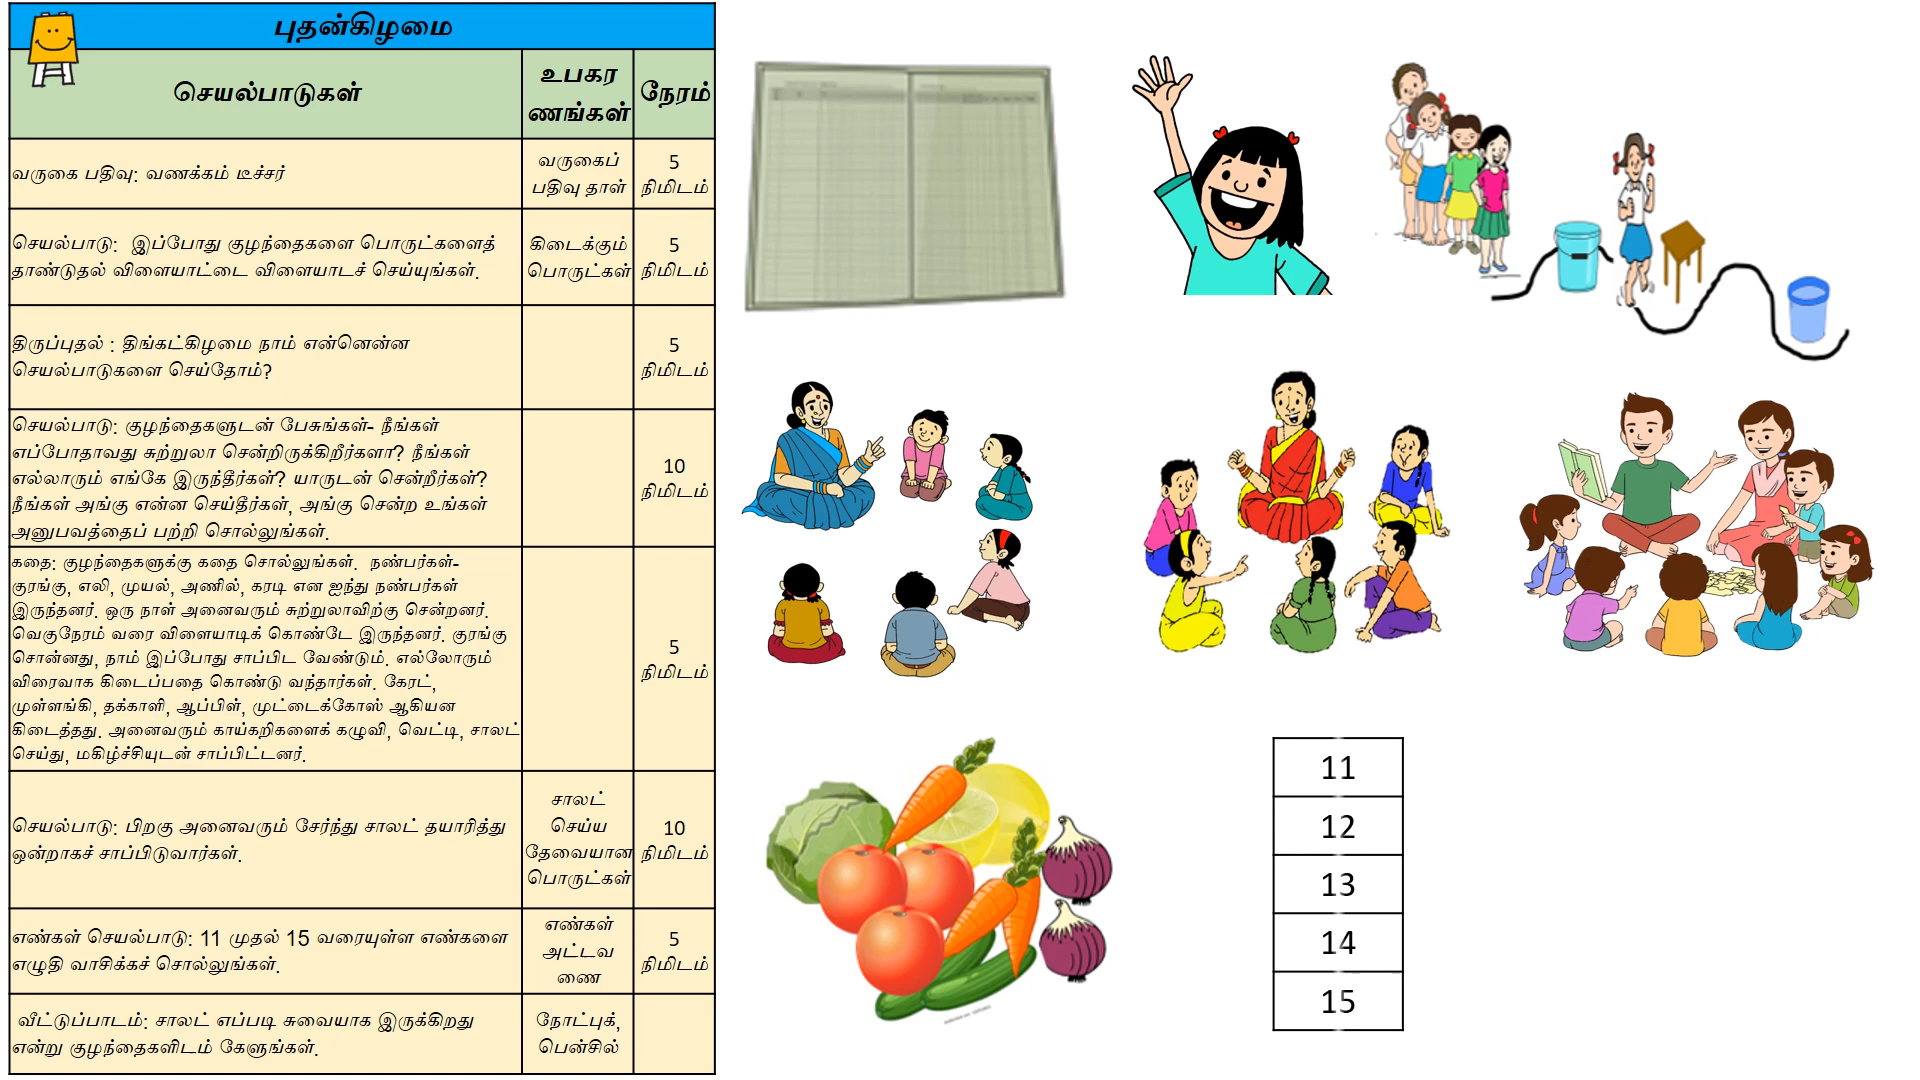 புதன்கிழமை
செயல்பாடுகள்
உபகர
ணங்கள்
நேரம்
வருகை பதிவு: வணக்கம் டீச்சர்
வருகைப்
பதிவு தாள்
5
நிமிடம்
செயல்பாடு:  இப்போது குழந்தைகளை பொருட்களைத்
தாண்டுதல் விளையாட்டை விளையாடச் செய்யுங்கள்.
கிடைக்கும்
பொருட்கள்
5
நிமிடம்
திருப்புதல் : திங்கட்கிழமை நாம் என்னென்ன
செயல்பாடுகளை செய்தோம்?
5
நிமிடம்
செயல்பாடு: குழந்தைகளுடன் பேசுங்கள்- நீங்கள்
எப்போதாவது சுற்றுலா சென்றிருக்கிறீர்களா? நீங்கள்
எல்லாரும் எங்கே இருந்தீர்கள்? யாருடன் சென்றீர்கள்?
நீங்கள் அங்கு என்ன செய்தீர்கள், அங்கு சென்ற உங்கள்
அனுபவத்தைப் பற்றி சொல்லுங்கள்.
10
நிமிடம்
கதை: குழந்தைகளுக்கு கதை சொல்லுங்கள்.  நண்பர்கள்-
குரங்கு, எலி, முயல், அணில், கரடி என ஐந்து நண்பர்கள்
இருந்தனர். ஒரு நாள் அனைவரும் சுற்றுலாவிற்கு சென்றனர்.
வெகுநேரம் வரை விளையாடிக் கொண்டே இருந்தனர். குரங்கு
சொன்னது, நாம் இப்போது சாப்பிட வேண்டும். எல்லோரும்
விரைவாக கிடைப்பதை கொண்டு வந்தார்கள். கேரட்,
முள்ளங்கி, தக்காளி, ஆப்பிள், முட்டைக்கோஸ் ஆகியன
கிடைத்தது. அனைவரும் காய்கறிகளைக் கழுவி, வெட்டி, சாலட்
செய்து, மகிழ்ச்சியுடன் சாப்பிட்டனர்.
5
நிமிடம்
செயல்பாடு: பிறகு அனைவரும் சேர்ந்து சாலட் தயாரித்து
ஒன்றாகச் சாப்பிடுவார்கள்.
சாலட்
செய்ய
தேவையான
பொருட்கள்
10
நிமிடம்
எண்கள் செயல்பாடு: 11 முதல் 15 வரையுள்ள எண்களை
எழுதி வாசிக்கச் சொல்லுங்கள்.
எண்கள்
அட்டவ
ணை
5
நிமிடம்
வீட்டுப்பாடம்: சாலட் எப்படி சுவையாக இருக்கிறது
என்று குழந்தைகளிடம் கேளுங்கள்.
நோட்புக்,
பென்சில்
11
12
13
14
15